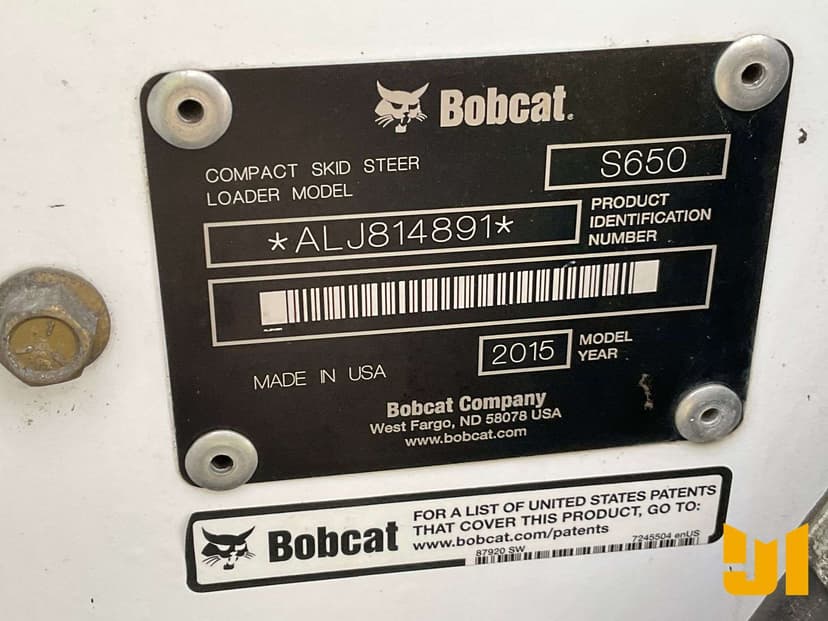 Bobcat.
COMPACT SKID STEER
LOADER MODEL
S650
*ALJ814891*
PRODUCT
IDENTIFICATION
NUMBER
MADE IN USA
2015
MODEL
YEAR
Bobcat Company
West Fargo, ND 58078 USA
www.bobcat.com
Bobcat
FOR A LIST OF UNITED STATES PATENTS
THAT COVER THIS PRODUCT, GO TO:
www.bobcat.com/patents
87920 SW
7245504 enUS